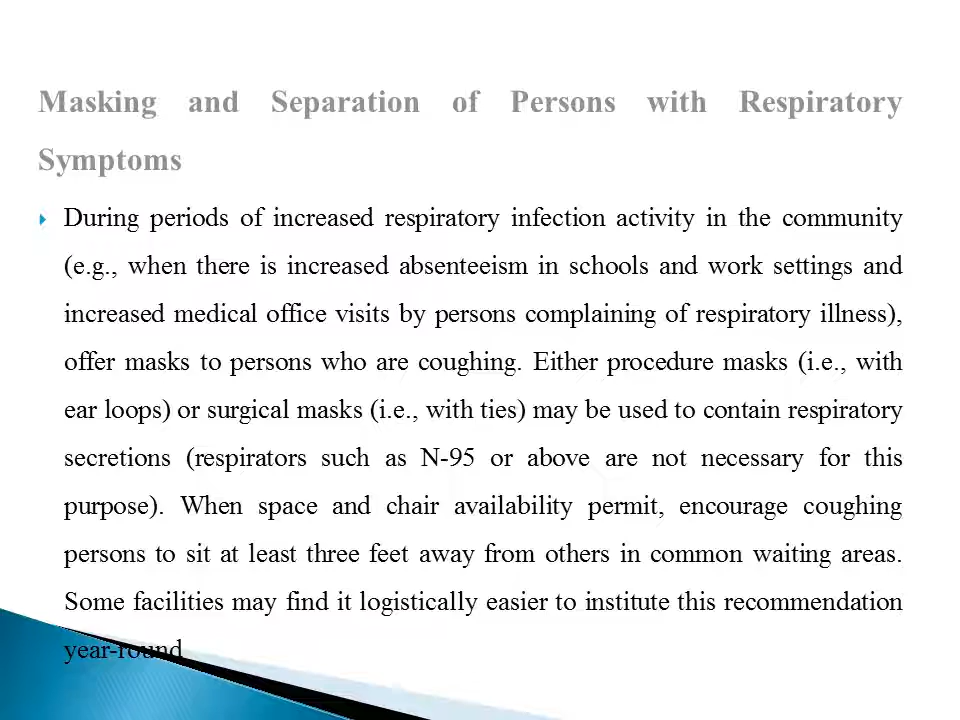 Masking and Separation of Persons with Respiratory
Symptoms
During periods of increased respiratory infection activity in the community
(e.g., when there is increased absenteeism in schools and work settings and
increased medical office visits by persons complaining of respiratory illness),
offer masks to persons who are coughing. Either procedure masks (i.e., with
ear loops) or surgical masks (i.e., with ties) may be used to contain respiratory
secretions (respirators such as N-95 or above are not necessary for this
purpose). When space and chair availability permit, encourage coughing
persons to sit at least three feet away from others in common waiting areas.
Some facilities may find it logistically easier to institute this recommendation
year-round